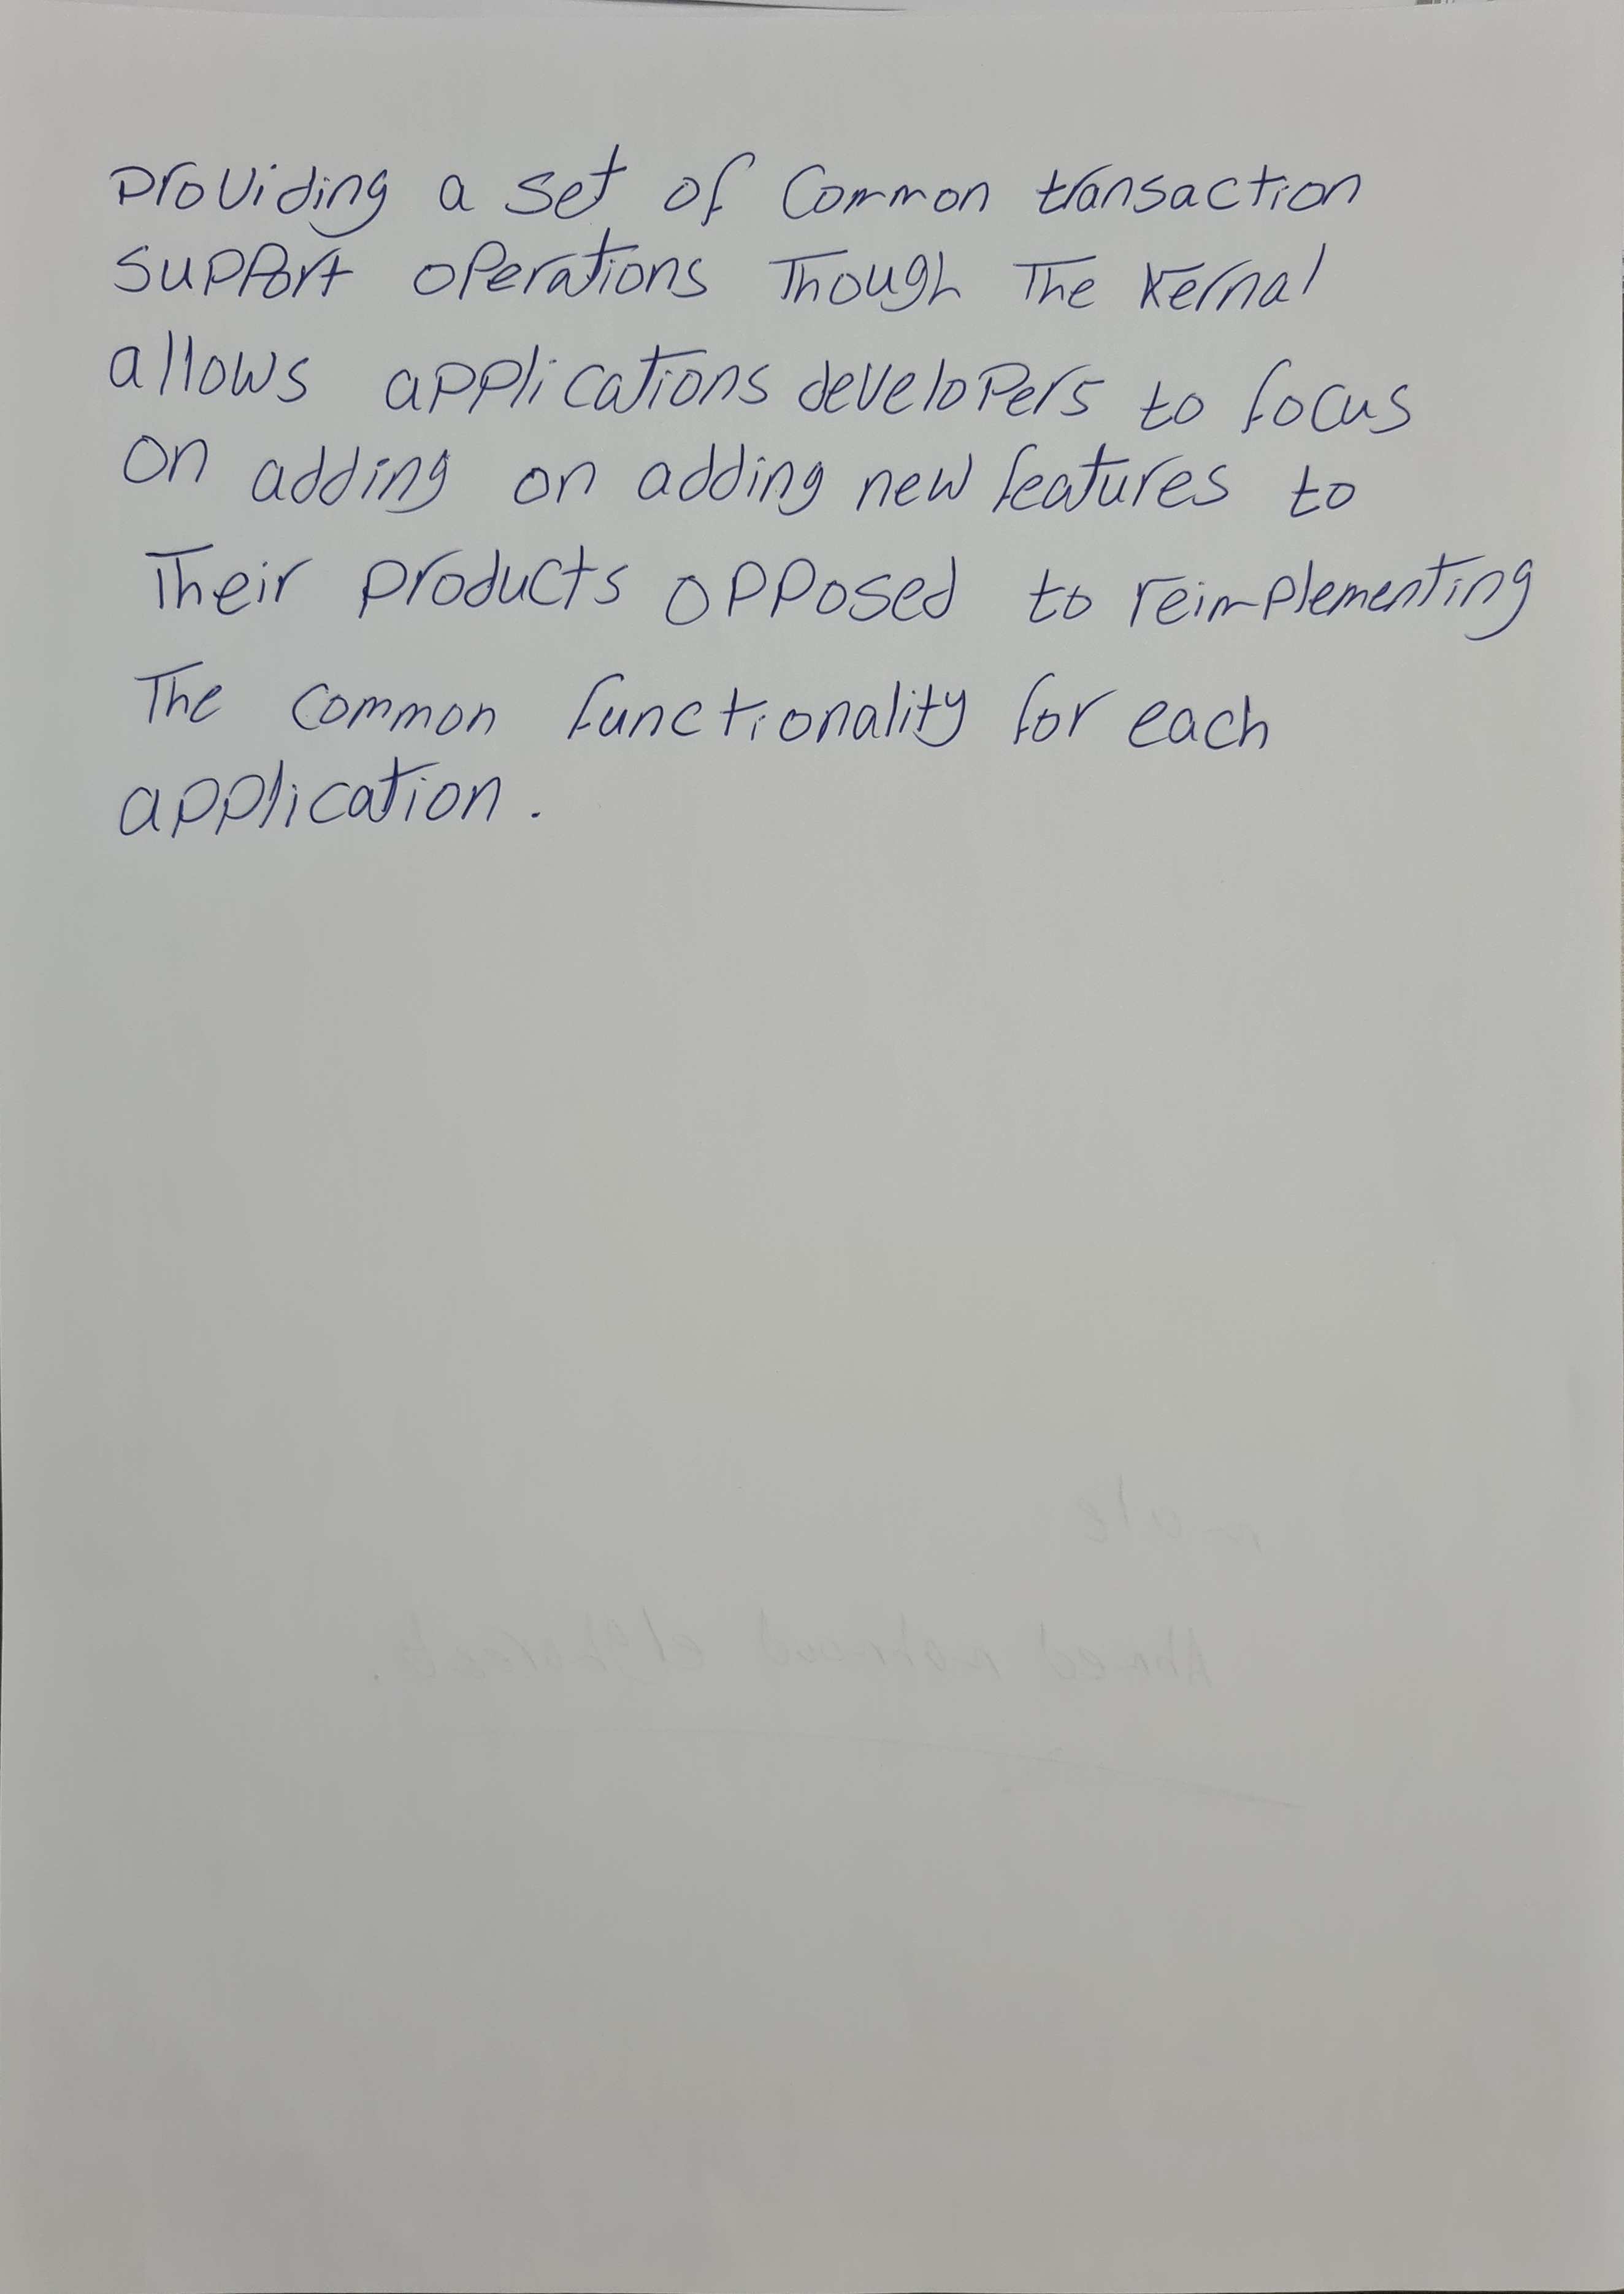 Providing a set of Common transaction
support operations Though The Kernal
allows applications developers to focus
on adding on adding new features to
Their products opposed to reimplementing
The common functionality for each
application.